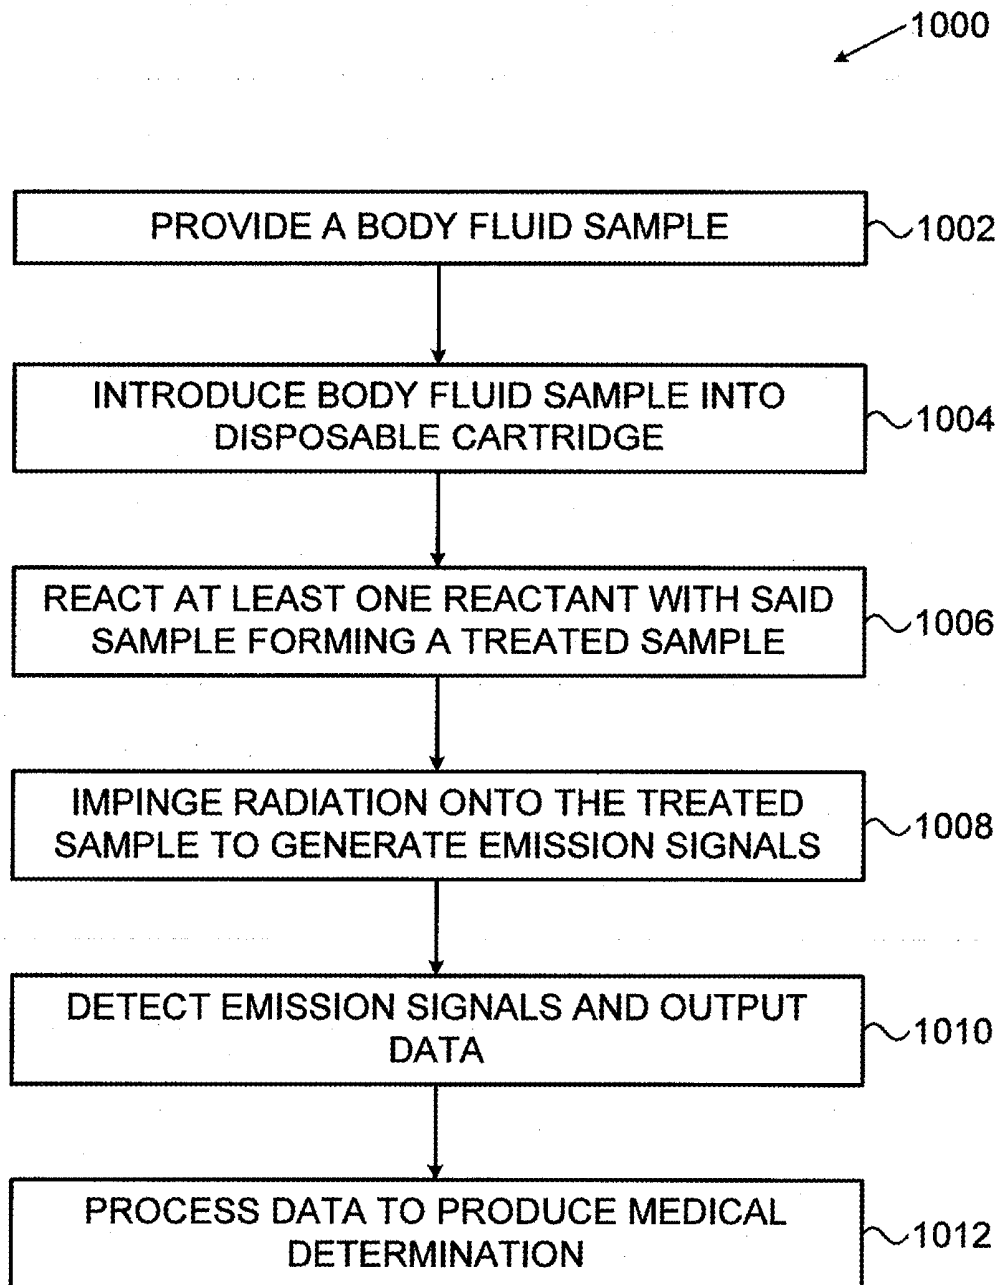 1000
PROVIDE A BODY FLUID SAMPLE
1002
INTRODUCE BODY FLUID SAMPLE INTO
DISPOSABLE CARTRIDGE
1004
REACT AT LEAST ONE REACTANT WITH SAID
SAMPLE FORMING A TREATED SAMPLE
1006
IMPINGE RADIATION ONTO THE TREATED
SAMPLE TO GENERATE EMISSION SIGNALS
1008
DETECT EMISSION SIGNALS AND OUTPUT
DATA
1010
PROCESS DATA TO PRODUCE MEDICAL
DETERMINATION
1012